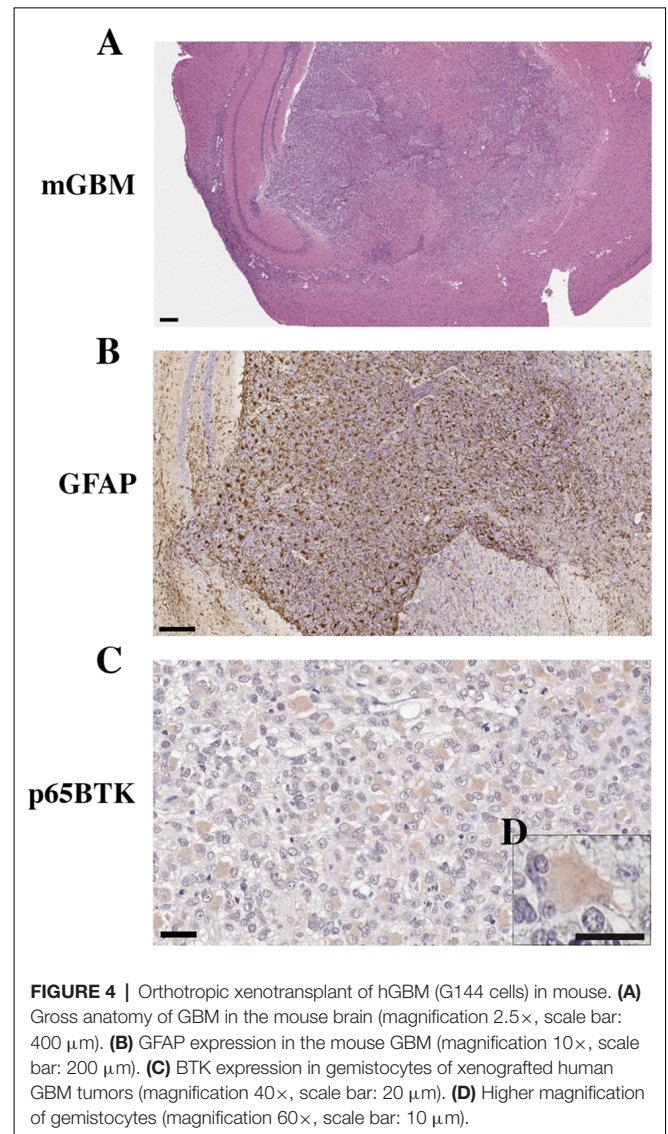 A
mGBM
B
GFAP
C
p65BTK
D
FIGURE 4 | Orthotropic xenotransplant of hGBM (G144 cells) in mouse. (A)
Gross anatomy of GBM in the mouse brain (magnification 2.5×, scale bar:
400 μm). (B) GFAP expression in the mouse GBM (magnification 10×, scale
bar: 200 μm). (C) BTK expression in gemistocytes of xenografted human
GBM tumors (magnification 40×, scale bar: 20 μm). (D) Higher magnification
of gemistocytes (magnification 60×, scale bar: 10 μm).